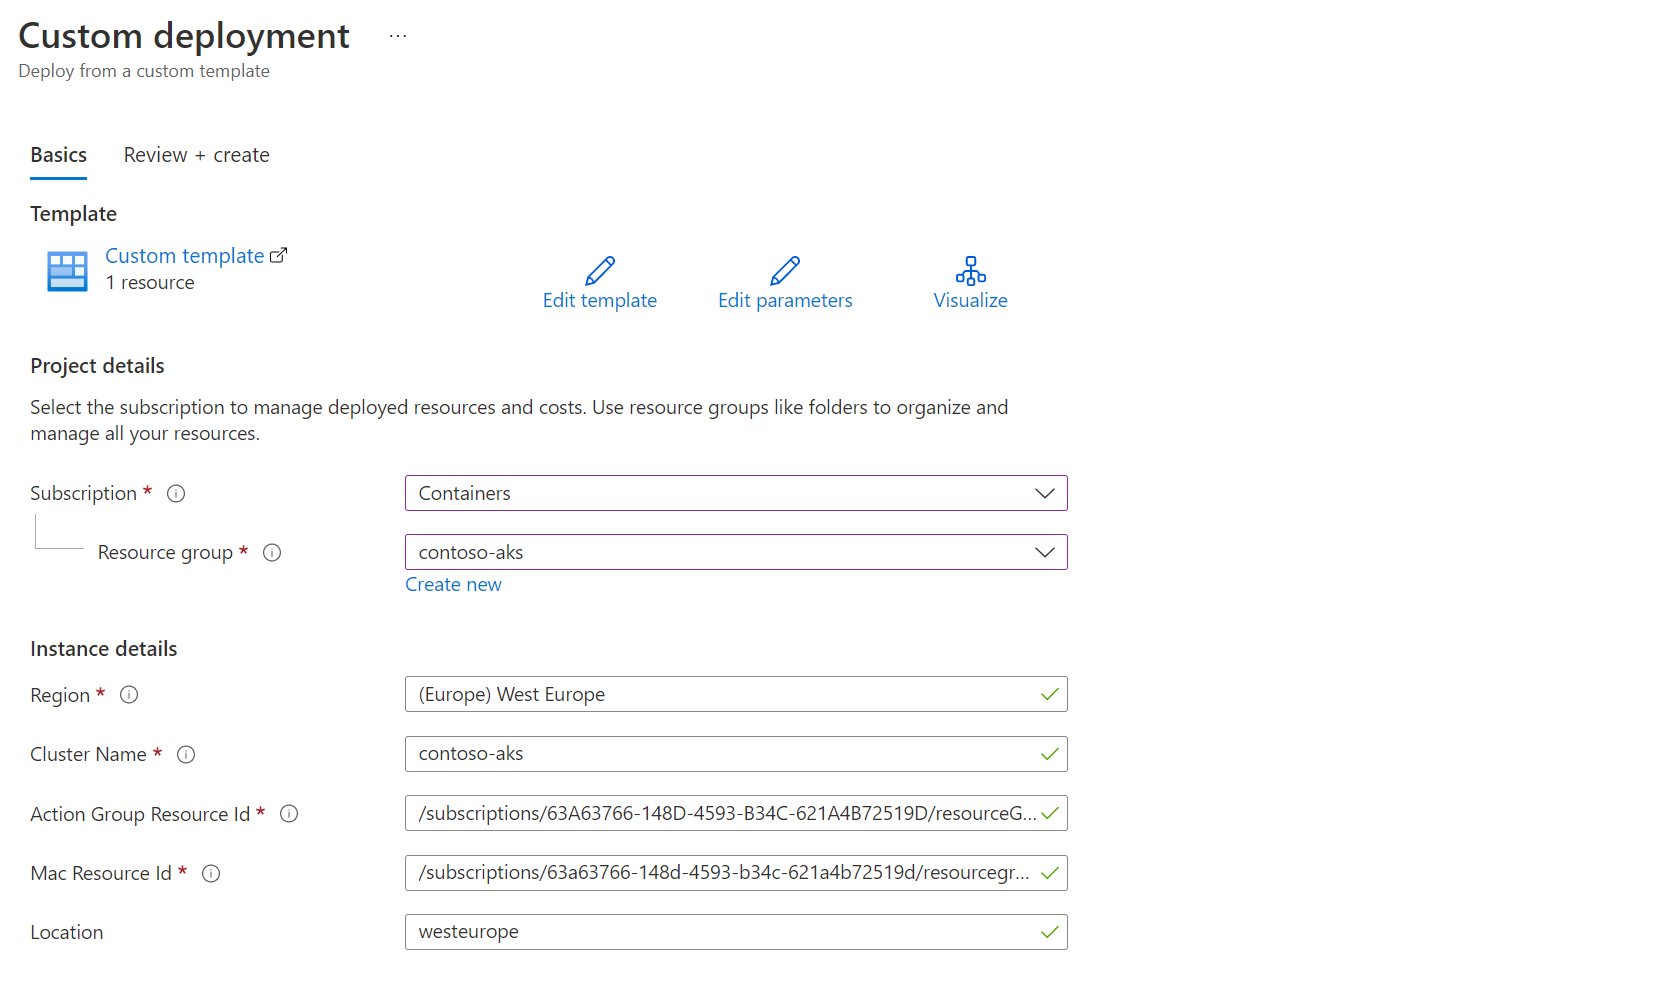 Custom deployment ...
Deploy from a custom template
Basics Review + create
Template
Custom template
1 resource
Edit template Edit parameters Visualize
Project details
Select the subscription to manage deployed resources and costs. Use resource groups like folders to organize and
manage all your resources.
Subscription * Containers
Resource group * contoso-aks
Create new
Instance details
Region * (Europe) West Europe
Cluster Name * contoso-aks
Action Group Resource Id * /subscriptions/63A63766-148D-4593-B34C-621A4B72519D/resourceG...
Mac Resource Id * /subscriptions/63a63766-148d-4593-b34c-621a4b72519d/resourcegr...
Location westeurope